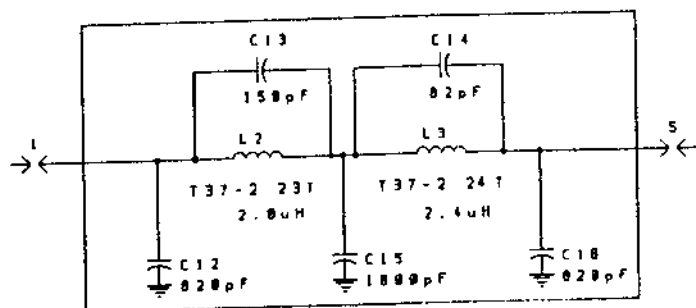 C13
C14
150pF
82pF
1
L2
L3
5
T37-2 23T
T37-2 24T
2.0uH
2.4uH
C12
820pF
C15
1800pF
820pF